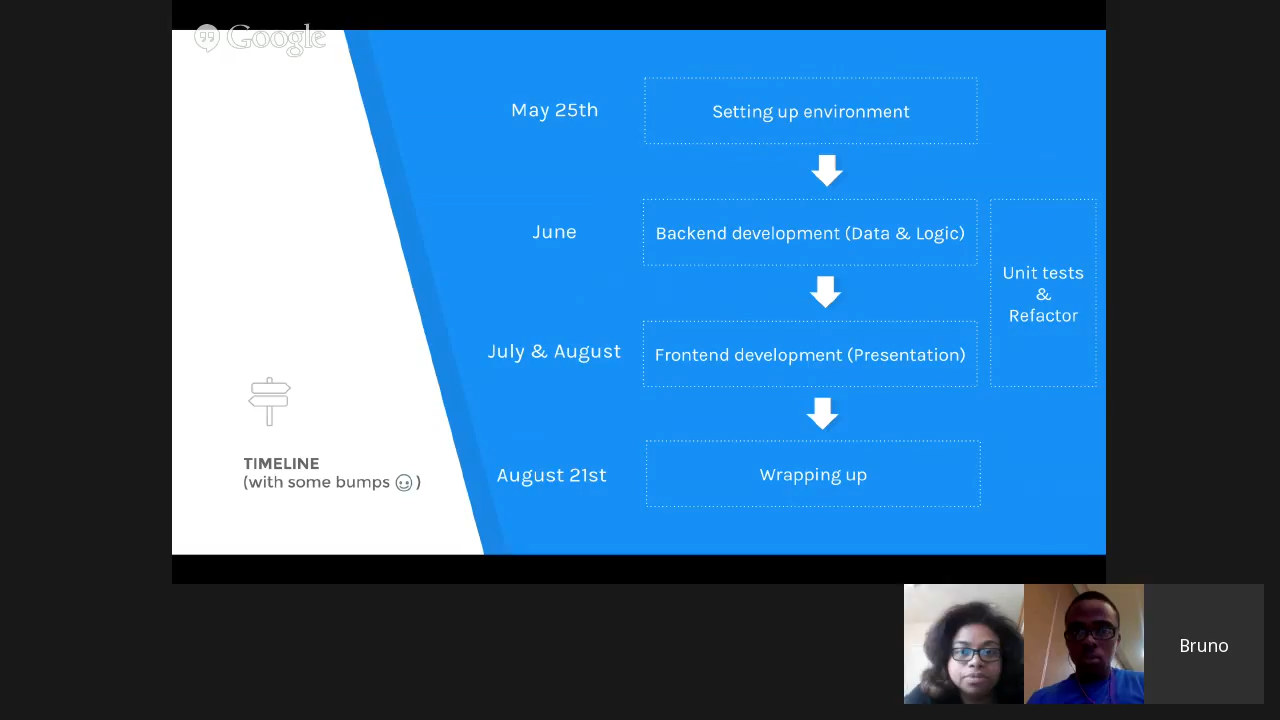 Google
May 25th
Setting up environment
June
Backend development (Data & Logic)
Unit tests
&
Refactor
July & August
Frontend development (Presentation)
TIMELINE
(with some bumps )
August 21st
Wrapping up
Bruno